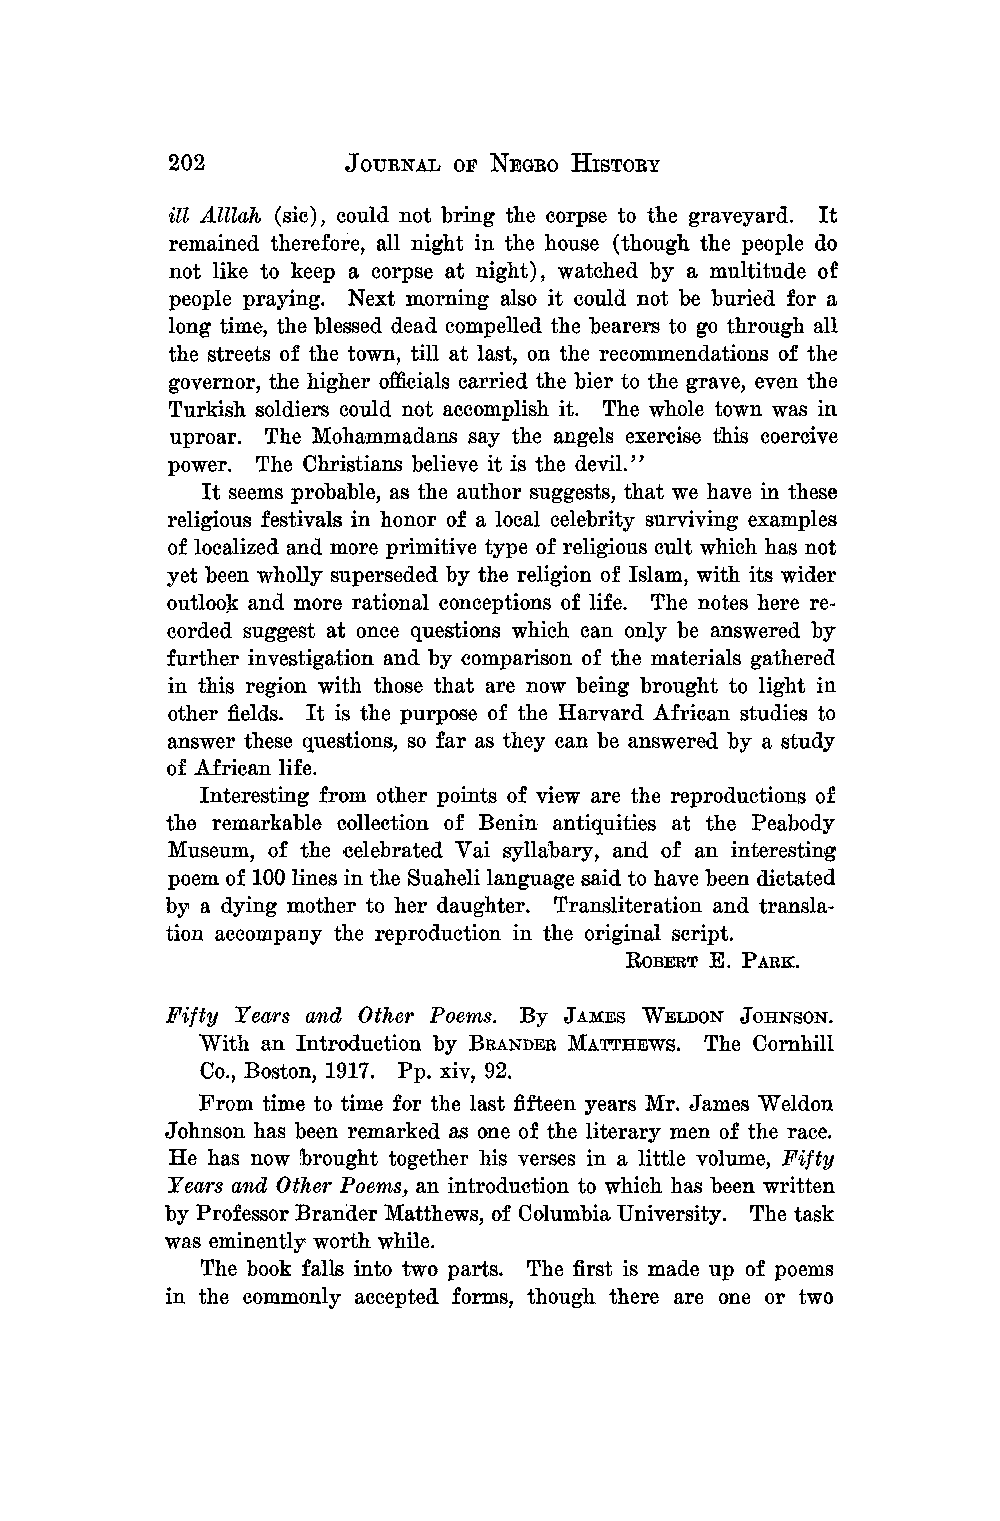 202 JOURNAL OF NEGRO HISTORY
ill Alllah (sic), could not bring the corpse to the graveyard. It
remained therefore, all night in the house (though the people do
not like to keep a corpse at night), watched by a multitude of
people praying. Next morning also it could not be buried for a
long time, the blessed dead compelled the bearers to go through all
the streets of the town, till at last, on the recommendations of the
governor, the higher officials carried the bier to the grave, even the
Turkish soldiers could not accomplish it. The whole town was in
uproar. The Mohammadans say the angels exercise this coercive
power. The Christians believe it is the devil.''
It seems probable, as the author suggests, that we have in these
religious festivals in honor of a local celebrity surviving examples
of localized and more primitive type of religious cult which has not
yet been wholly superseded by the religion of Islam, with its wider
outlook and more rational conceptions of life. The notes here re-
corded suggest at once questions which can only be answered by
further investigation and by comparison of the materials gathered
in this region with those that are now being brought to light in
other fields. It is the purpose of the Harvard African studies to
answer these questions, so far as they can be answered by a study
of African life.
Interesting from other points of view are the reproductions of
the remarkable collection of Benin antiquities at the Peabody
Museum, of the celebrated Vai syllabary, and of an interesting
poem of 100 lines in the Suaheli language said to have been dictated
by a dying mother to her daughter. Transliteration and transla-
tion accompany the reproduction in the original script.
ROBERT E. PARK.
Fifty Years and Other Poems. By JAMES WELDON JOHNSON.
With an Introduction by BRANDER MATTHEWS. The Cornhill
Co., Boston, 1917. Pp. xiv, 92.
From time to time for the last fifteen years Mr. James Weldon
Johnson has been remarked as one of the literary men of the race.
He has now brought together his verses in a little volume, Fifty
Years and Other Poems, an introduction to which has been written
by Professor Brander Matthews, of Columbia University. The task
was eminently worth while.
The book falls into two parts. The first is made up of poems
in the commonly accepted forms, though there are one or two